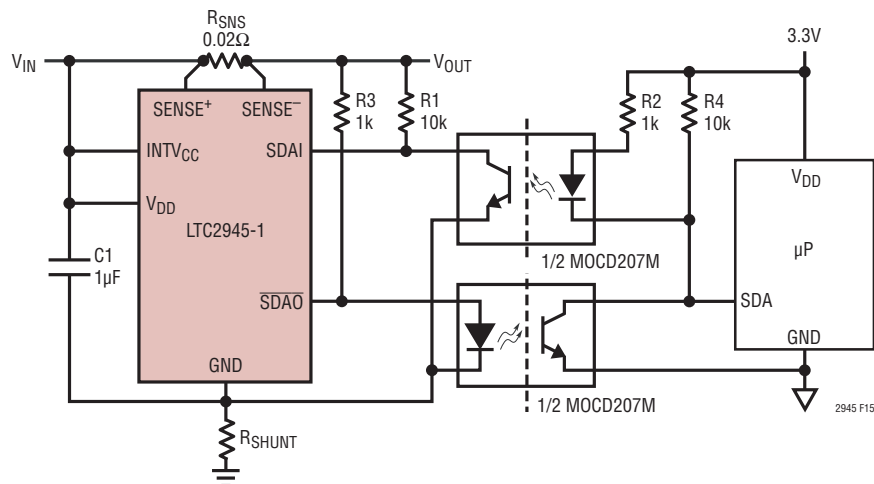 RSNS
0.02Ω
VIN
VOUT
3.3V
R3
1k
R1
10k
R2
1k
R4
10k
SENSE+
SENSE–
INTVCC
SDAI
VDD
LTC2945-1
C1
1µF
SDAO
GND
RSHUNT
1/2 MOCD207M
1/2 MOCD207M
VDD
µP
SDA
GND
2945 F15